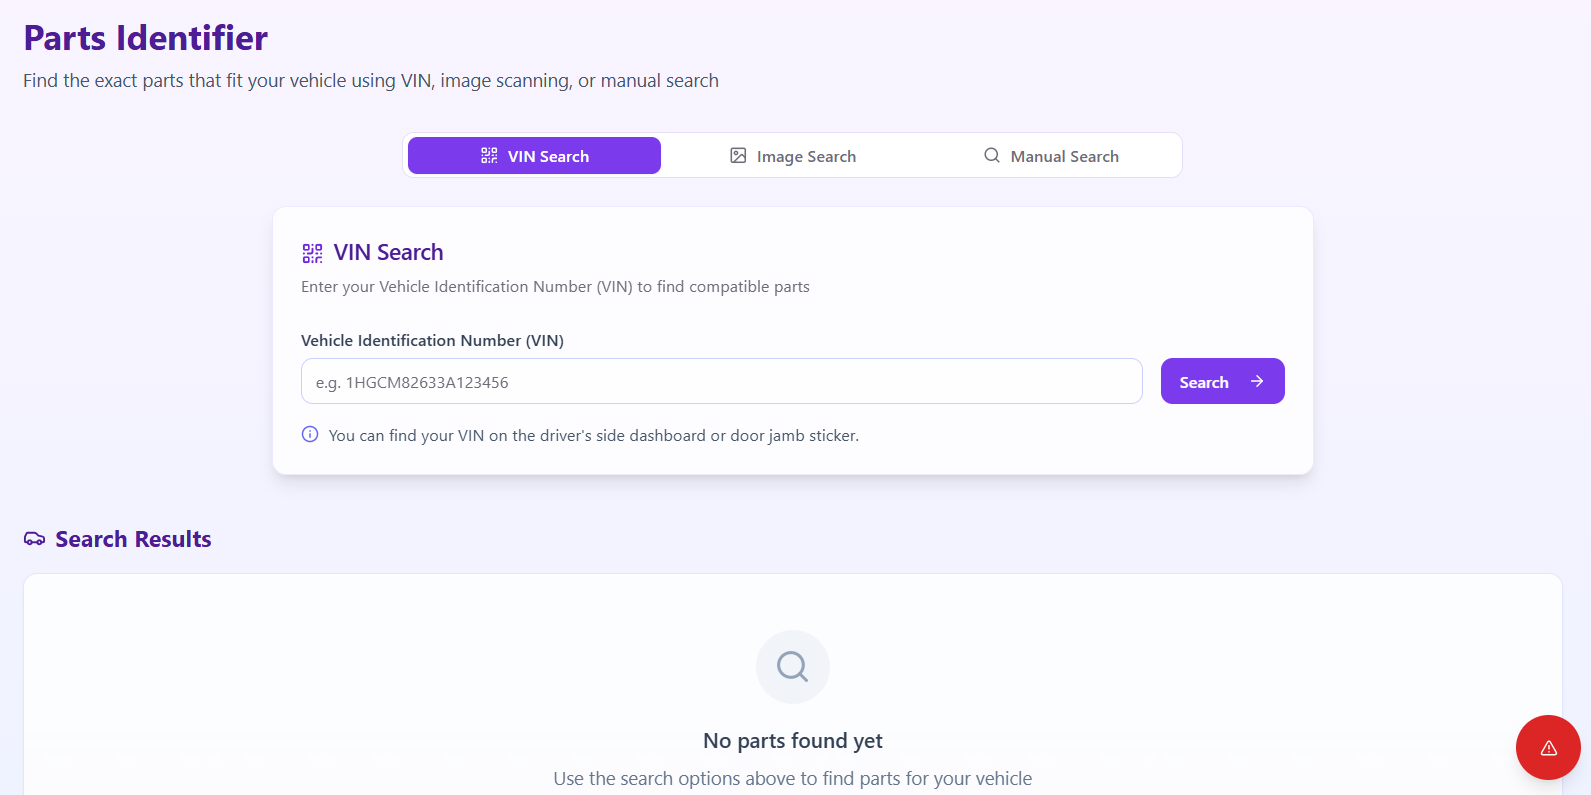 Parts Identifier
Find the exact parts that fit your vehicle using VIN, image scanning, or manual search
VIN Search
Image Search
Manual Search
VIN Search
Enter your Vehicle Identification Number (VIN) to find compatible parts
Vehicle Identification Number (VIN)
e.g. 1HGCM82633A123456
Search
You can find your VIN on the driver's side dashboard or door jamb sticker.
Search Results
No parts found yet
Use the search options above to find parts for your vehicle